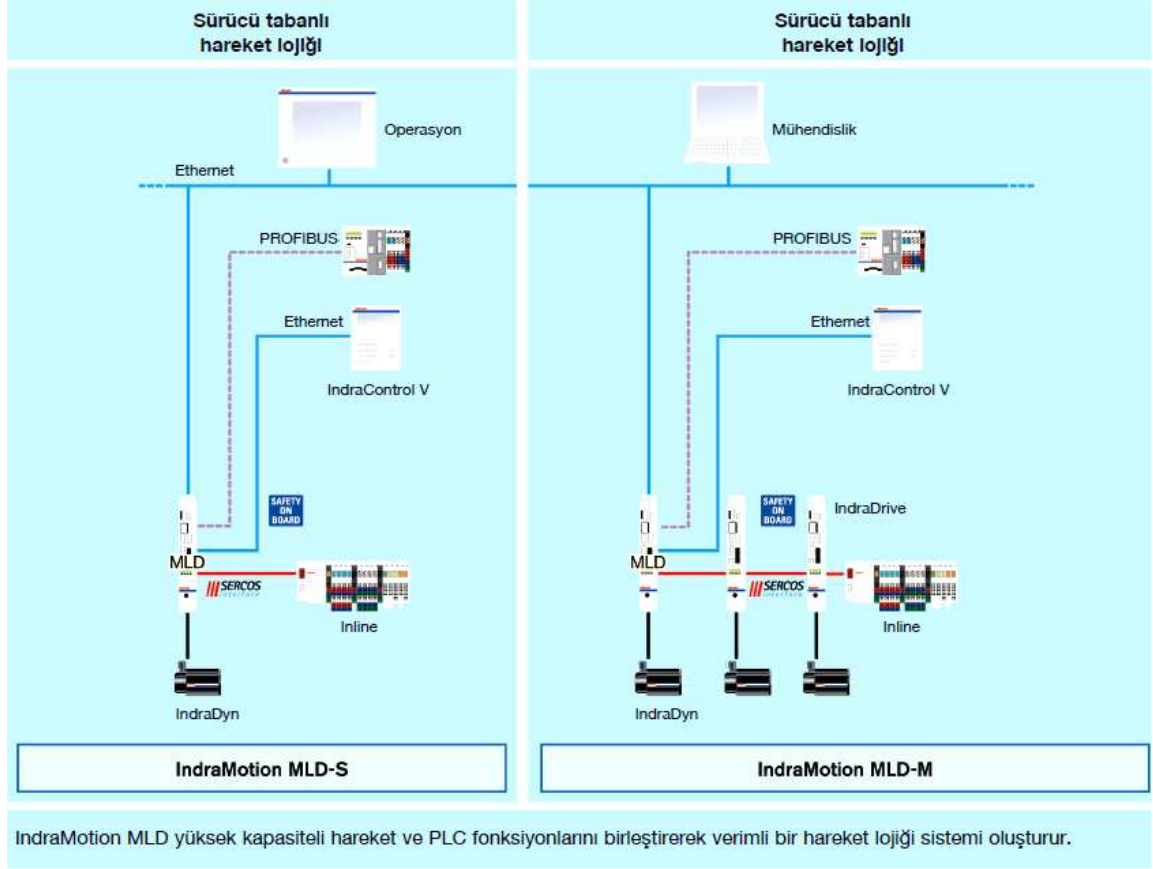 Sürücü tabanlı
hareket lojiği
Sürücü tabanlı
hareket lojiği
Operasyon
Mühendislik
Ethernet
PROFIBUS
PROFIBUS
Ethernet
Ethernet
IndraControl V
IndraControl V
SAFETY
ON
BOARD
SAFETY
ON
BOARD
IndraDrive
MLD
MLD
SERCOS
interface
SERCOS
interface
Inline
Inline
IndraDyn
IndraDyn
IndraMotion MLD-S
IndraMotion MLD-M
IndraMotion MLD yüksek kapasiteli hareket ve PLC fonksiyonlarını birleştirerek verimli bir hareket lojiği sistemi oluşturur.